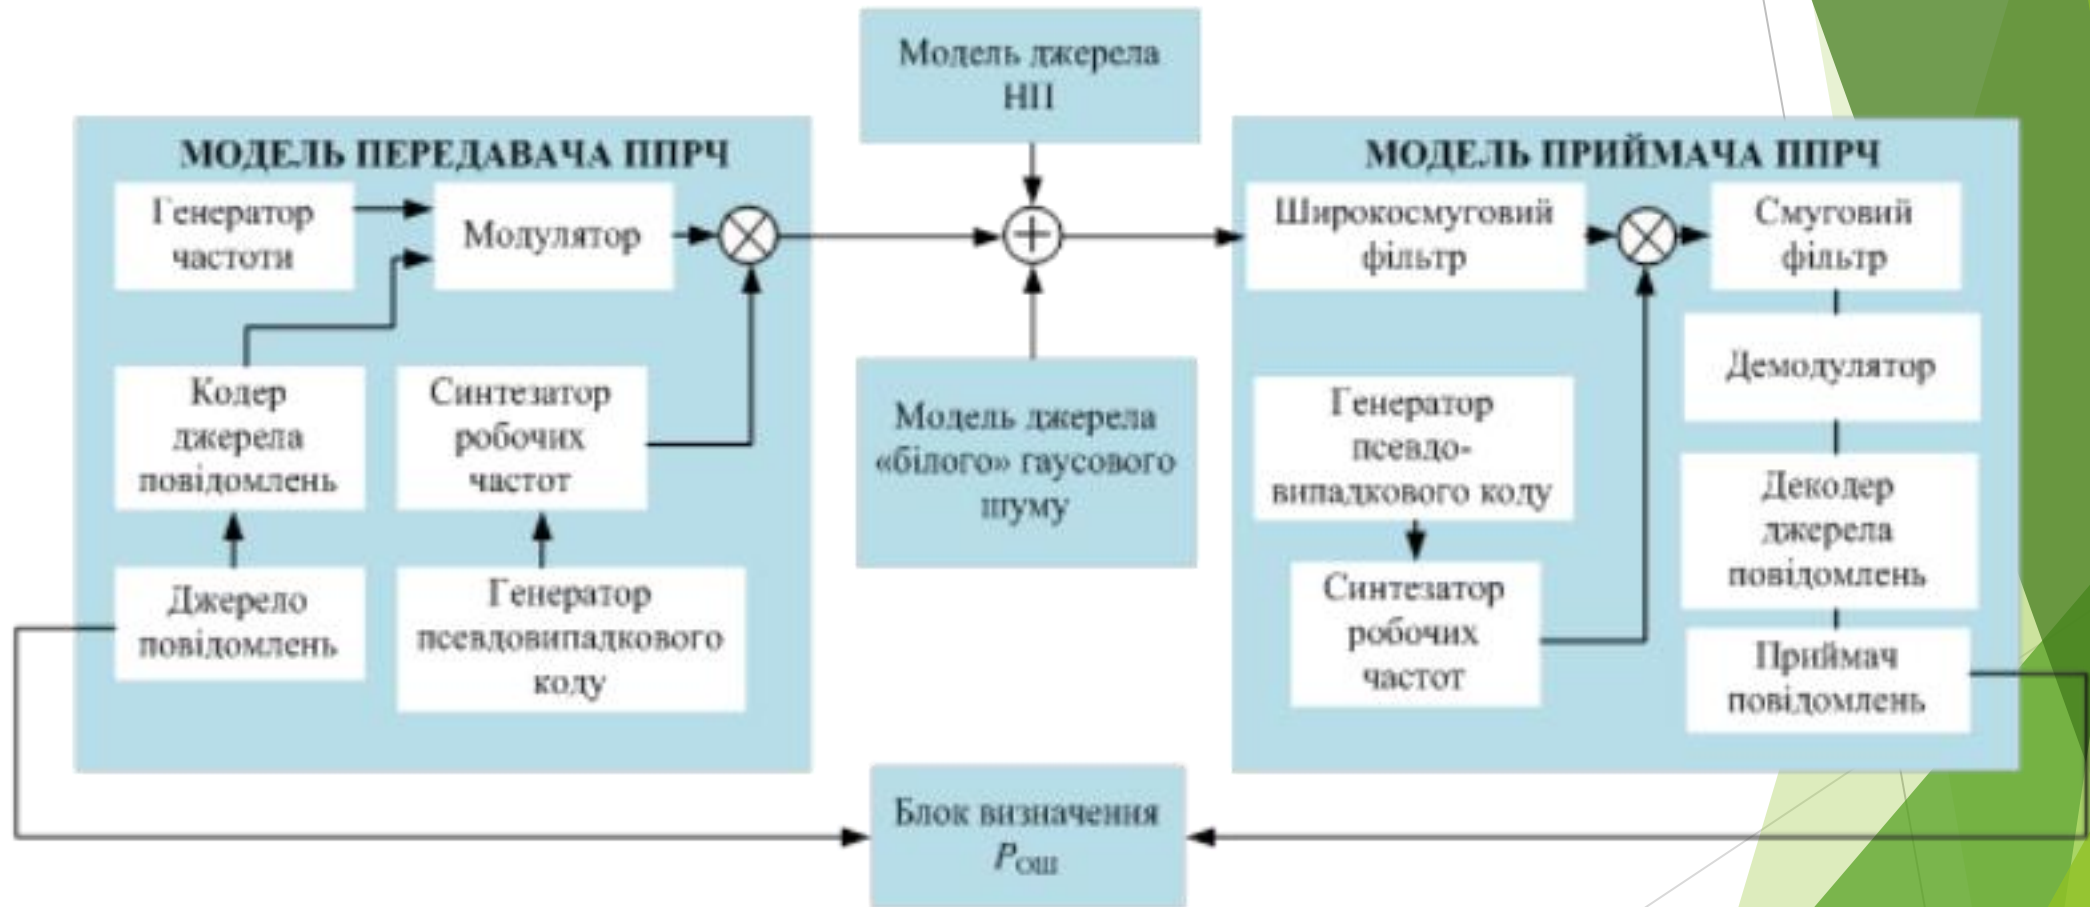 Модель джерела
НП
МОДЕЛЬ ПЕРЕДАВАЧА ППРЧ
Генератор
частоти
Модулятор
Кодер
джерела
повідомлень
Синтезатор
робочих
частот
Джерело
повідомлень
Генератор
псевдовипадкового
коду
Модель джерела
«білого» гаусового
шуму
МОДЕЛЬ ПРИЙМАЧА ППРЧ
Широкосмуговий
фільтр
Смуговий
фільтр
Демодулятор
Генератор
псевдо-
випадкового коду
Декодер
джерела
повідомлень
Синтезатор
робочих
частот
Приймач
повідомлень
Блок визначення
PОШ